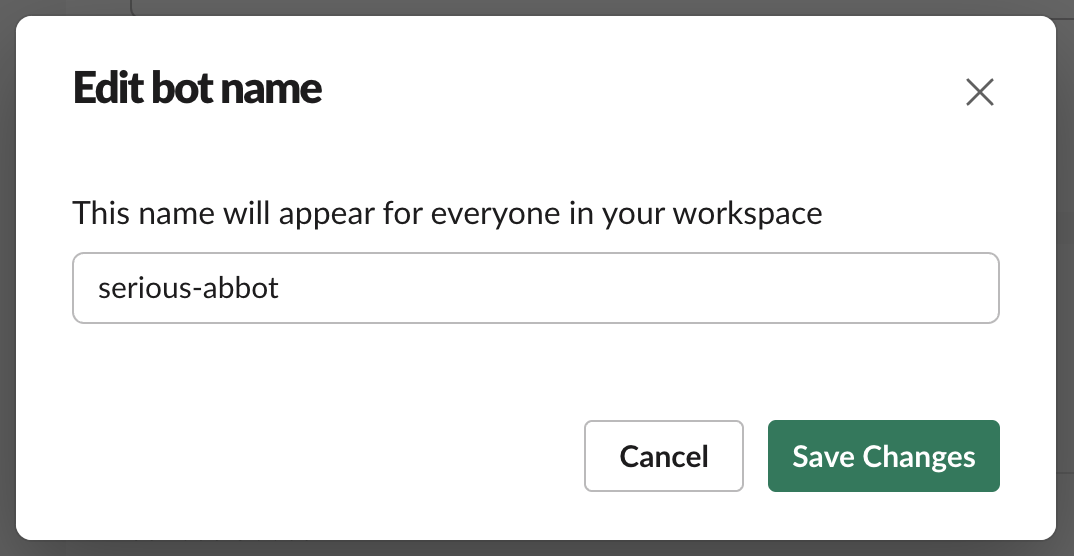 Edit bot name
This name will appear for everyone in your workspace
serious-abbot
Cancel Save Changes